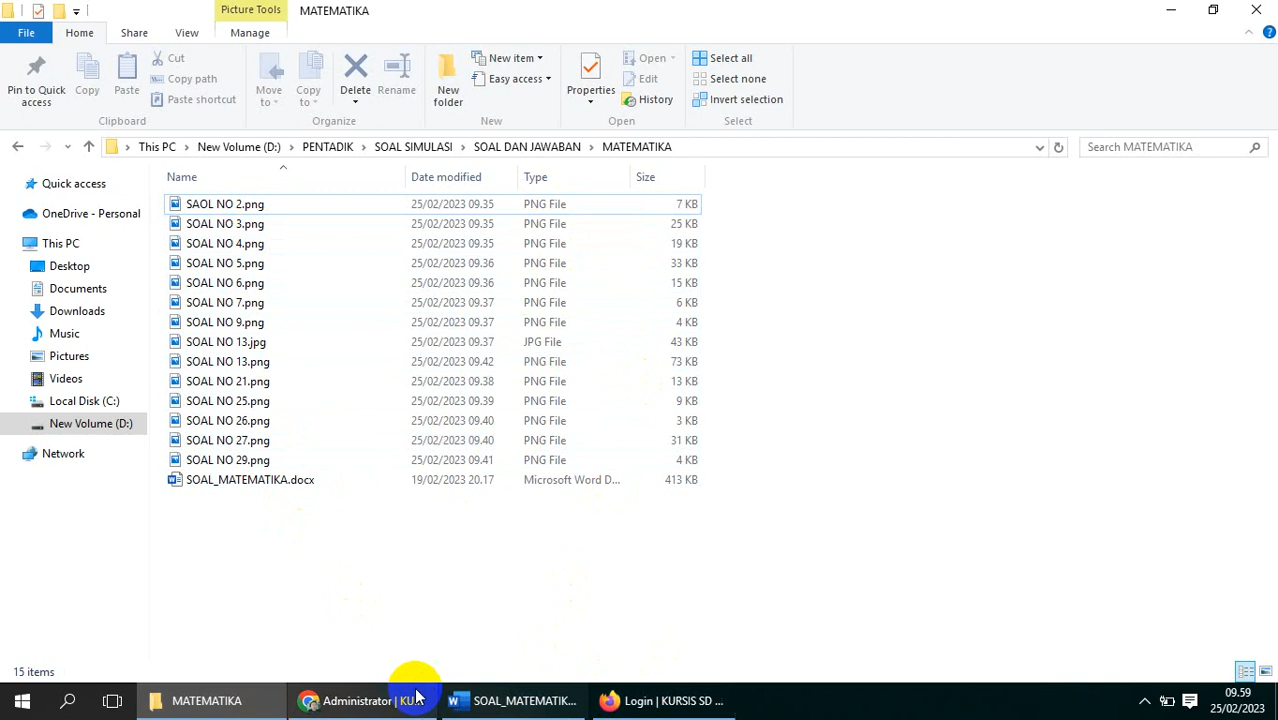 Picture Tools MATEMATIKA
File Home Share View Manage
Pin to Quick access
Copy
Paste
Cut
Copy path
Paste shortcut
Clipboard
Move to
Copy to
Delete
Rename
Organize
New folder
New item
Easy access
New
Properties
Open
Edit
History
Open
Select all
Select none
Invert selection
Select
This PC New Volume (D:) PENTADIK SOAL SIMULASI SOAL DAN JAWABAN MATEMATIKA Search MATEMATIKA
Quick access
OneDrive - Personal
This PC
Desktop
Documents
Downloads
Music
Pictures
Videos
Local Disk (C:)
New Volume (D:)
Network
Name Date modified Type Size
SAOL NO 2.png 25/02/2023 09.35 PNG File 7 KB
SOAL NO 3.png 25/02/2023 09.35 PNG File 25 KB
SOAL NO 4.png 25/02/2023 09.35 PNG File 19 KB
SOAL NO 5.png 25/02/2023 09.36 PNG File 33 KB
SOAL NO 6.png 25/02/2023 09.36 PNG File 15 KB
SOAL NO 7.png 25/02/2023 09.37 PNG File 6 KB
SOAL NO 9.png 25/02/2023 09.37 PNG File 4 KB
SOAL NO 13.jpg 25/02/2023 09.37 JPG File 43 KB
SOAL NO 13.png 25/02/2023 09.42 PNG File 73 KB
SOAL NO 21.png 25/02/2023 09.38 PNG File 13 KB
SOAL NO 25.png 25/02/2023 09.39 PNG File 9 KB
SOAL NO 26.png 25/02/2023 09.40 PNG File 3 KB
SOAL NO 27.png 25/02/2023 09.40 PNG File 31 KB
SOAL NO 29.png 25/02/2023 09.41 PNG File 4 KB
SOAL_MATEMATIKA.docx 19/02/2023 20.17 Microsoft Word D... 413 KB
15 items
MATEMATIKA Administrator | SOAL_MATEMATIK... Login | KURSIS SD ... 09.59
25/02/2023